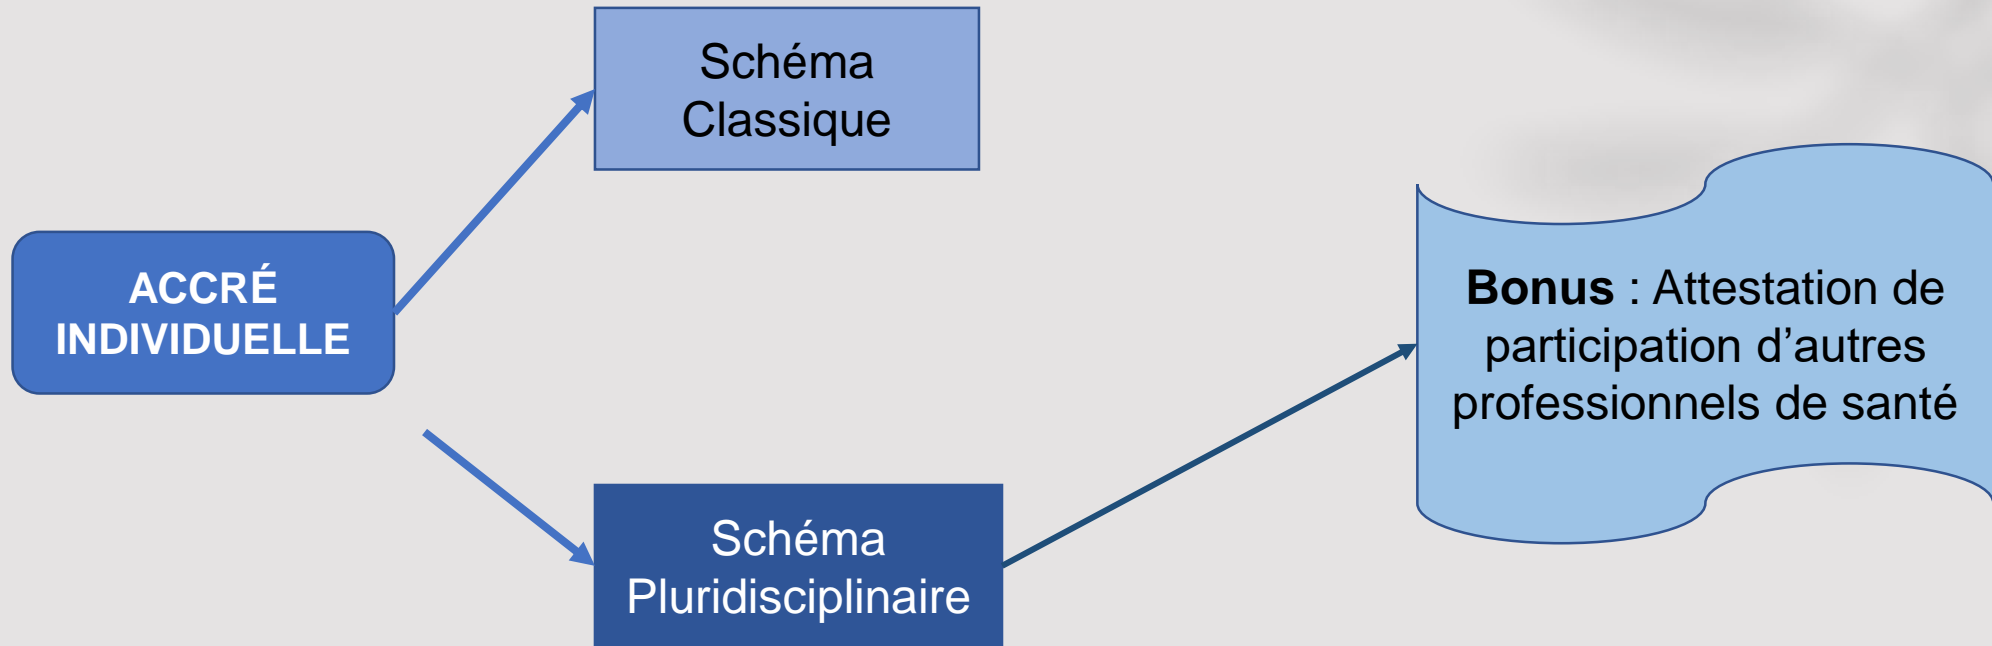 Schéma
Classique
ACCRÉ
INDIVIDUELLE
Bonus : Attestation de
participation d’autres
professionnels de santé
Schéma
Pluridisciplinaire